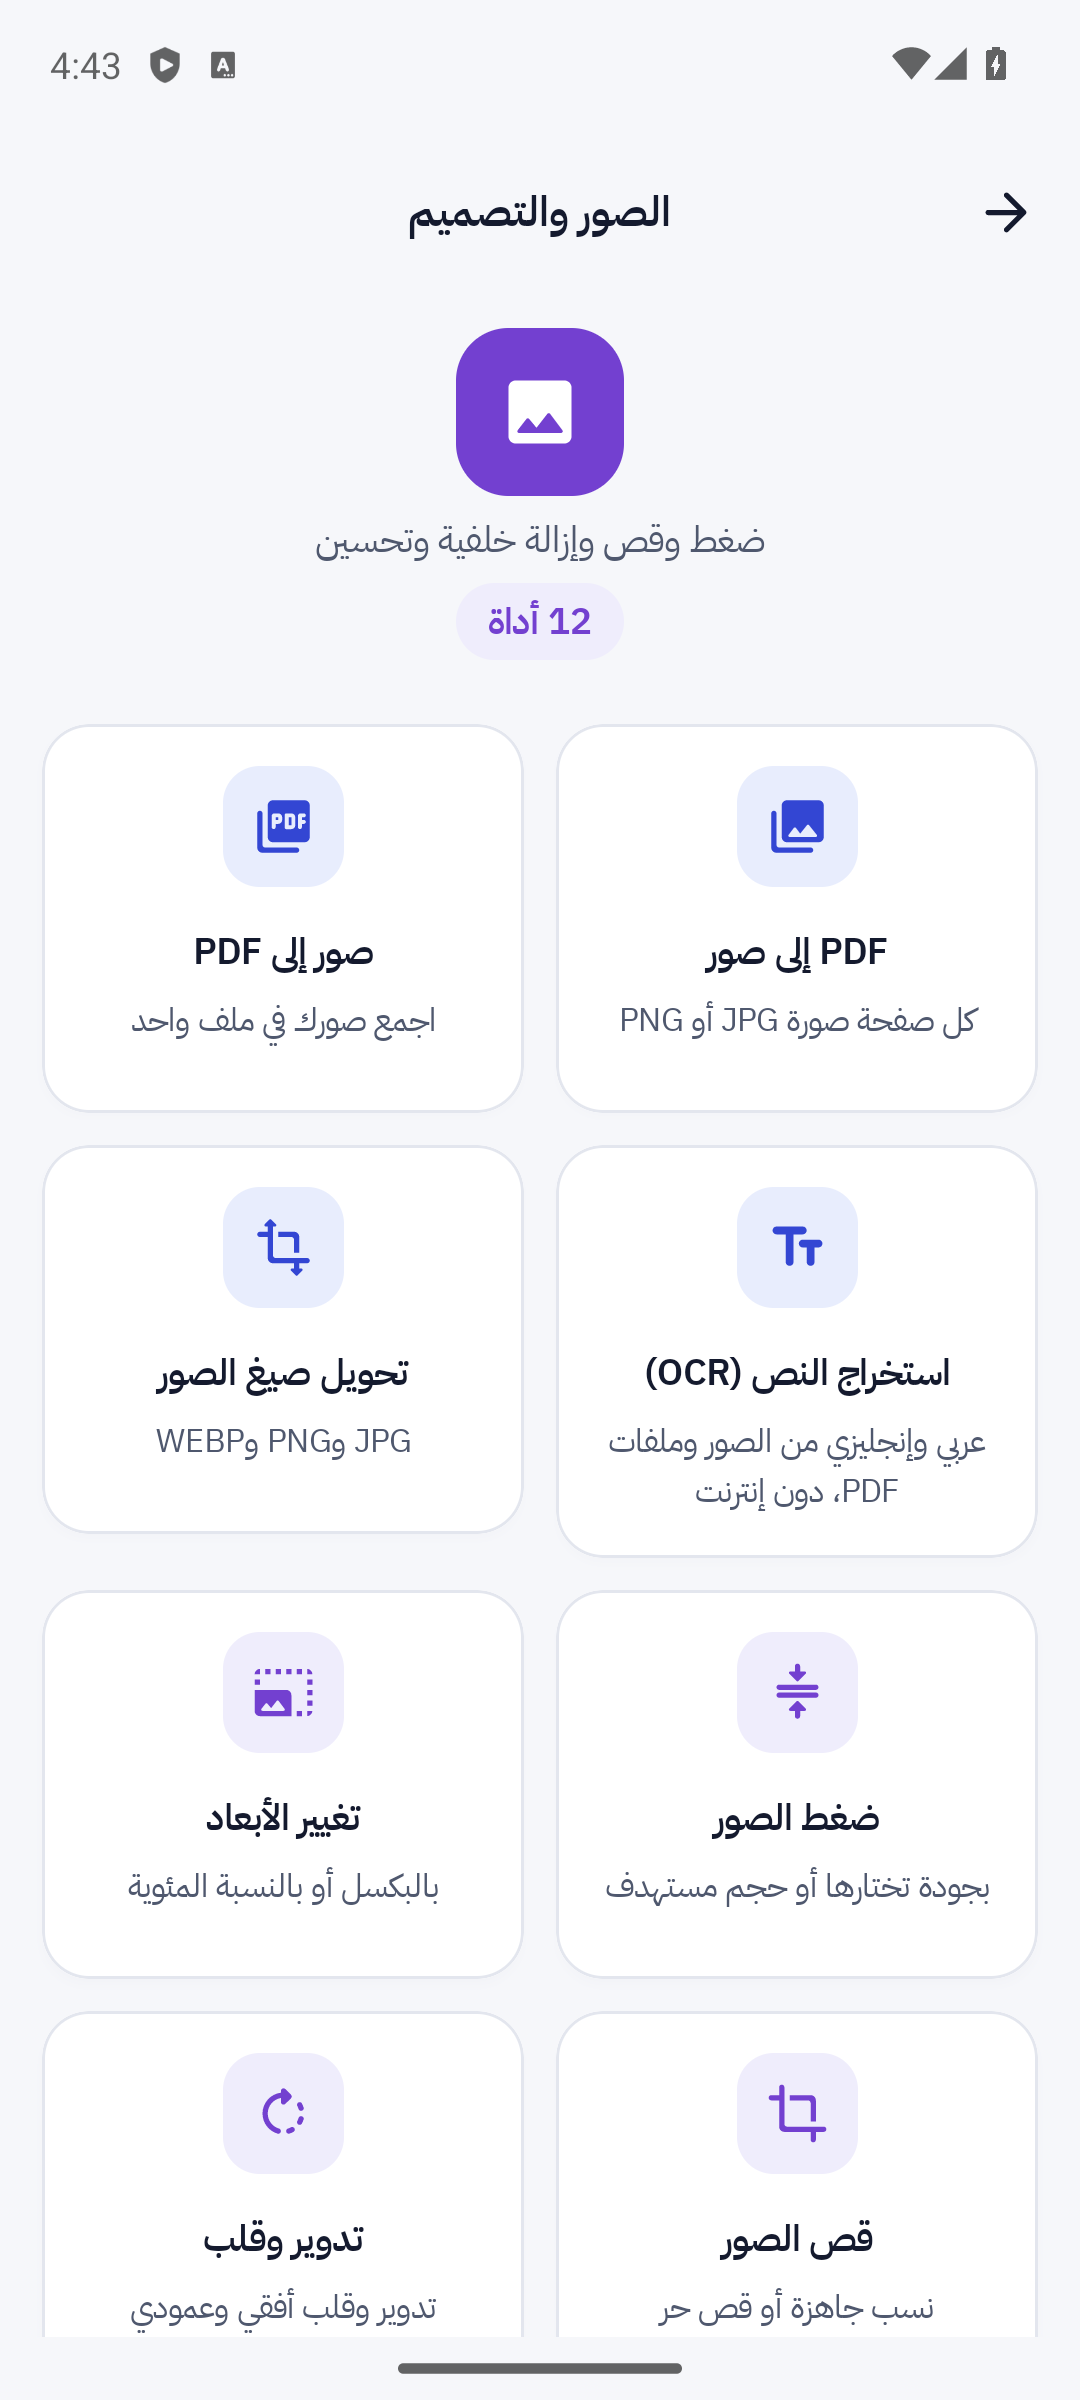 4:43
الصور والتصميم
ضغط وقص وإزالة خلفية وتحسين
12 أداة
PDF إلى صور
كل صفحة صورة JPG أو PNG
PDF
صور إلى PDF
اجمع صورك في ملف واحد
استخراج النص (OCR)
عربي وإنجليزي من الصور وملفات
PDF، دون إنترنت
تحويل صيغ الصور
JPG وPNG وWEBP
ضغط الصور
بجودة تختارها أو حجم مستهدف
تغيير الأبعاد
بالبكسل أو بالنسبة المئوية
قص الصور
نسب جاهزة أو قص حر
تدوير وقلب
تدوير وقلب أفقي وعمودي